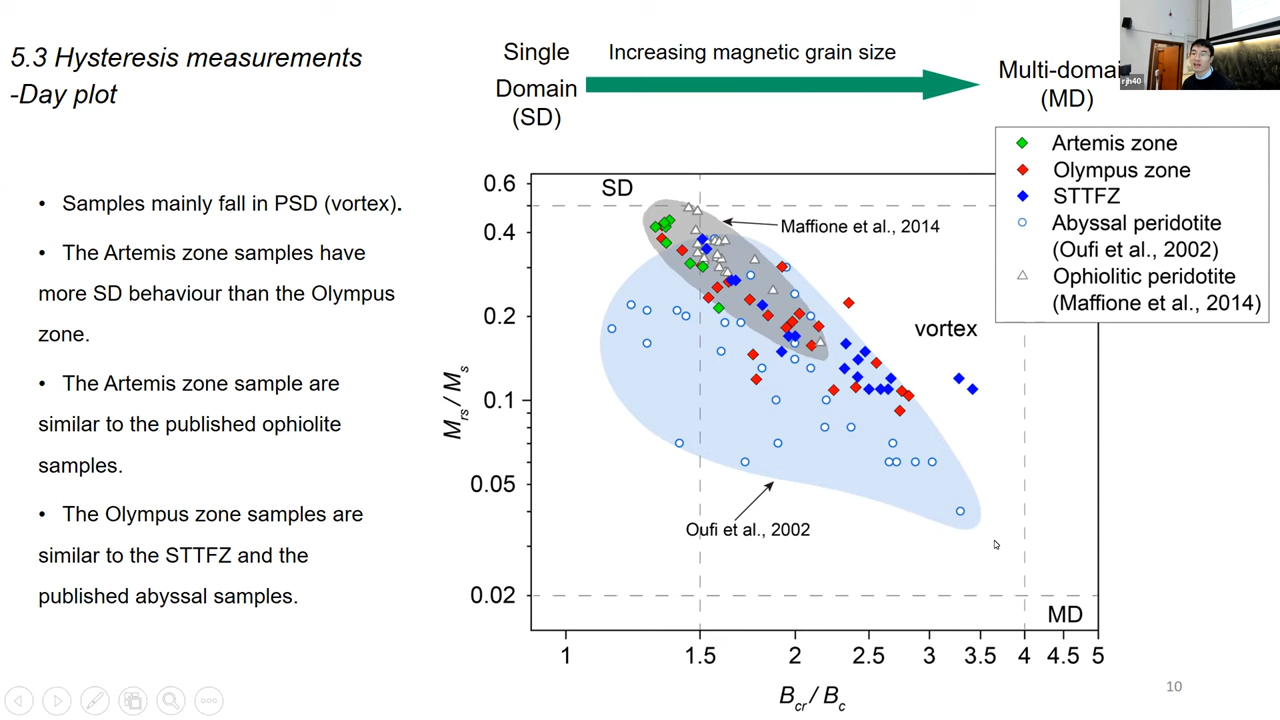 5.3 Hysteresis measurements
-Day plot
• Samples mainly fall in PSD (vortex).
• The Artemis zone samples have
more SD behaviour than the Olympus
zone.
• The Artemis zone sample are
similar to the published ophiolite
samples.
• The Olympus zone samples are
similar to the STTFZ and the
published abyssal samples.
Single
Domain
(SD)
Increasing magnetic grain size
Multi-domai
(MD)
rjh40
Artemis zone
Olympus zone
STTFZ
Abyssal peridotite
(Oufi et al., 2002)
Ophiolitic peridotite
(Maffione et al., 2014)
SD
Maffione et al., 2014
vortex
Oufi et al., 2002
MD
0.6
0.4
0.2
0.1
0.05
0.02
Mrs / Ms
1 1.5 2 2.5 3 3.5 4 4.5 5
Bcr / Bc
10